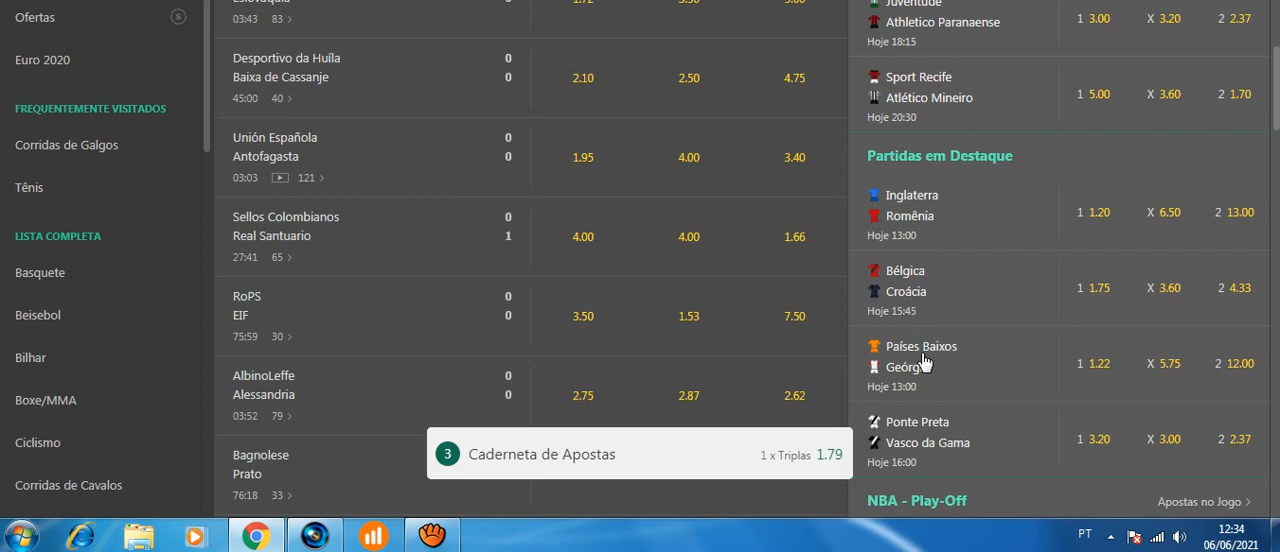 Ofertas
S
Euro 2020
FREQUENTEMENTE VISITADOS
Corridas de Galgos
Tênis
LISTA COMPLETA
Basquete
Beisebol
Bilhar
Boxe/MMA
Ciclismo
Corridas de Cavalos
03:43 83 >
Desportivo da Huíla 0
Baixa de Cassanje 0
2.10 2.50 4.75
45:00 40 >
Unión Española 0
Antofagasta 0
1.95 4.00 3.40
03:03 121 >
Sellos Colombianos 0
Real Santuario 1
4.00 4.00 1.66
27:41 65 >
RoPS 0
EIF 0
3.50 1.53 7.50
75:59 30 >
AlbinoLeffe 0
Alessandria 0
2.75 2.87 2.62
03:52 79 >
Bagnolese
Prato
76:18 33 >
3 Caderneta de Apostas 1 x Triplas 1.79
Juventude
Athletico Paranaense
1 3.00 X 3.20 2 2.37
Hoje 18:15
Sport Recife
Atlético Mineiro
1 5.00 X 3.60 2 1.70
Hoje 20:30
Partidas em Destaque
Inglaterra
Romênia
1 1.20 X 6.50 2 13.00
Hoje 13:00
Bélgica
Croácia
1 1.75 X 3.60 2 4.33
Hoje 15:45
Países Baixos
1 1.22 X 5.75 2 12.00
Hoje 13:00
Ponte Preta
Vasco da Gama
1 3.20 X 3.00 2 2.37
Hoje 16:00
NBA - Play-Off Apostas no Jogo >
PT
12:34
06/06/2021